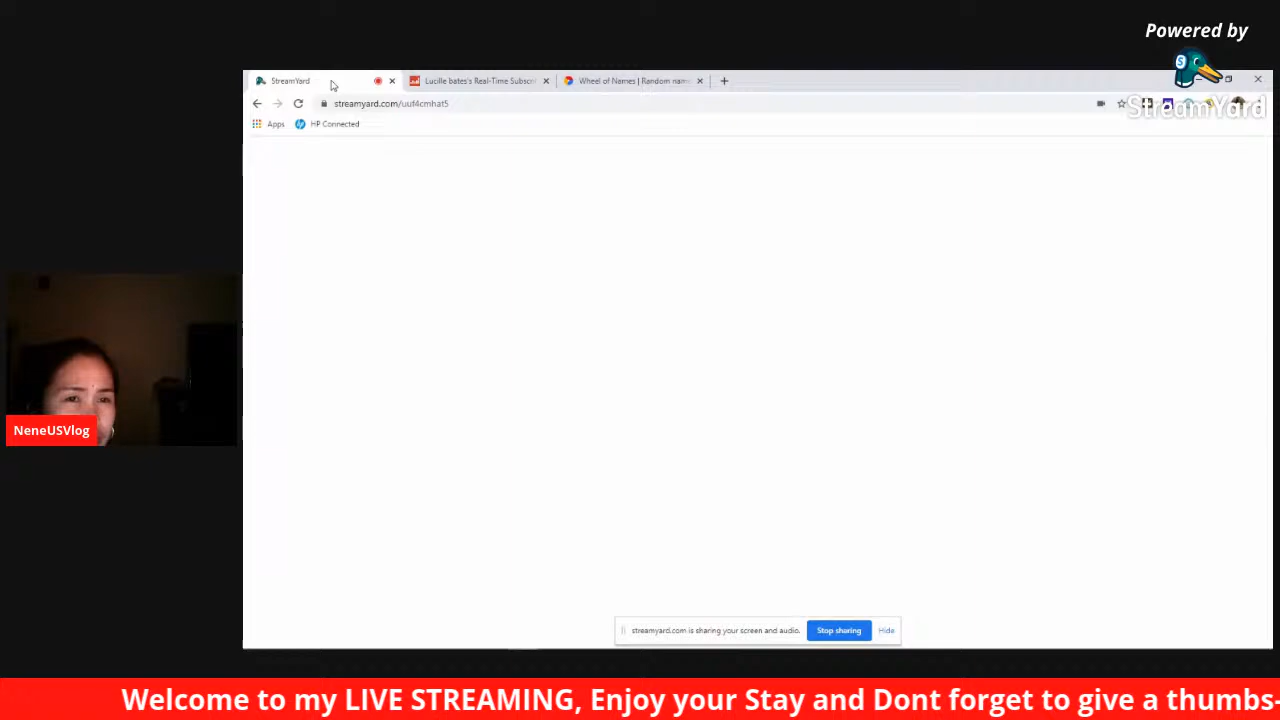 Powered by
StreamYard
StreamYard
Lucille bates's Real-Time Subscri
Wheel of Names | Random nam
streamyard.com/uuf4cmhat5
Apps
HP Connected
NeneUSVlog
streamyard.com is sharing your screen and audio.
Stop sharing
Hide
Welcome to my LIVE STREAMING, Enjoy your Stay and Dont forget to give a thumbs-